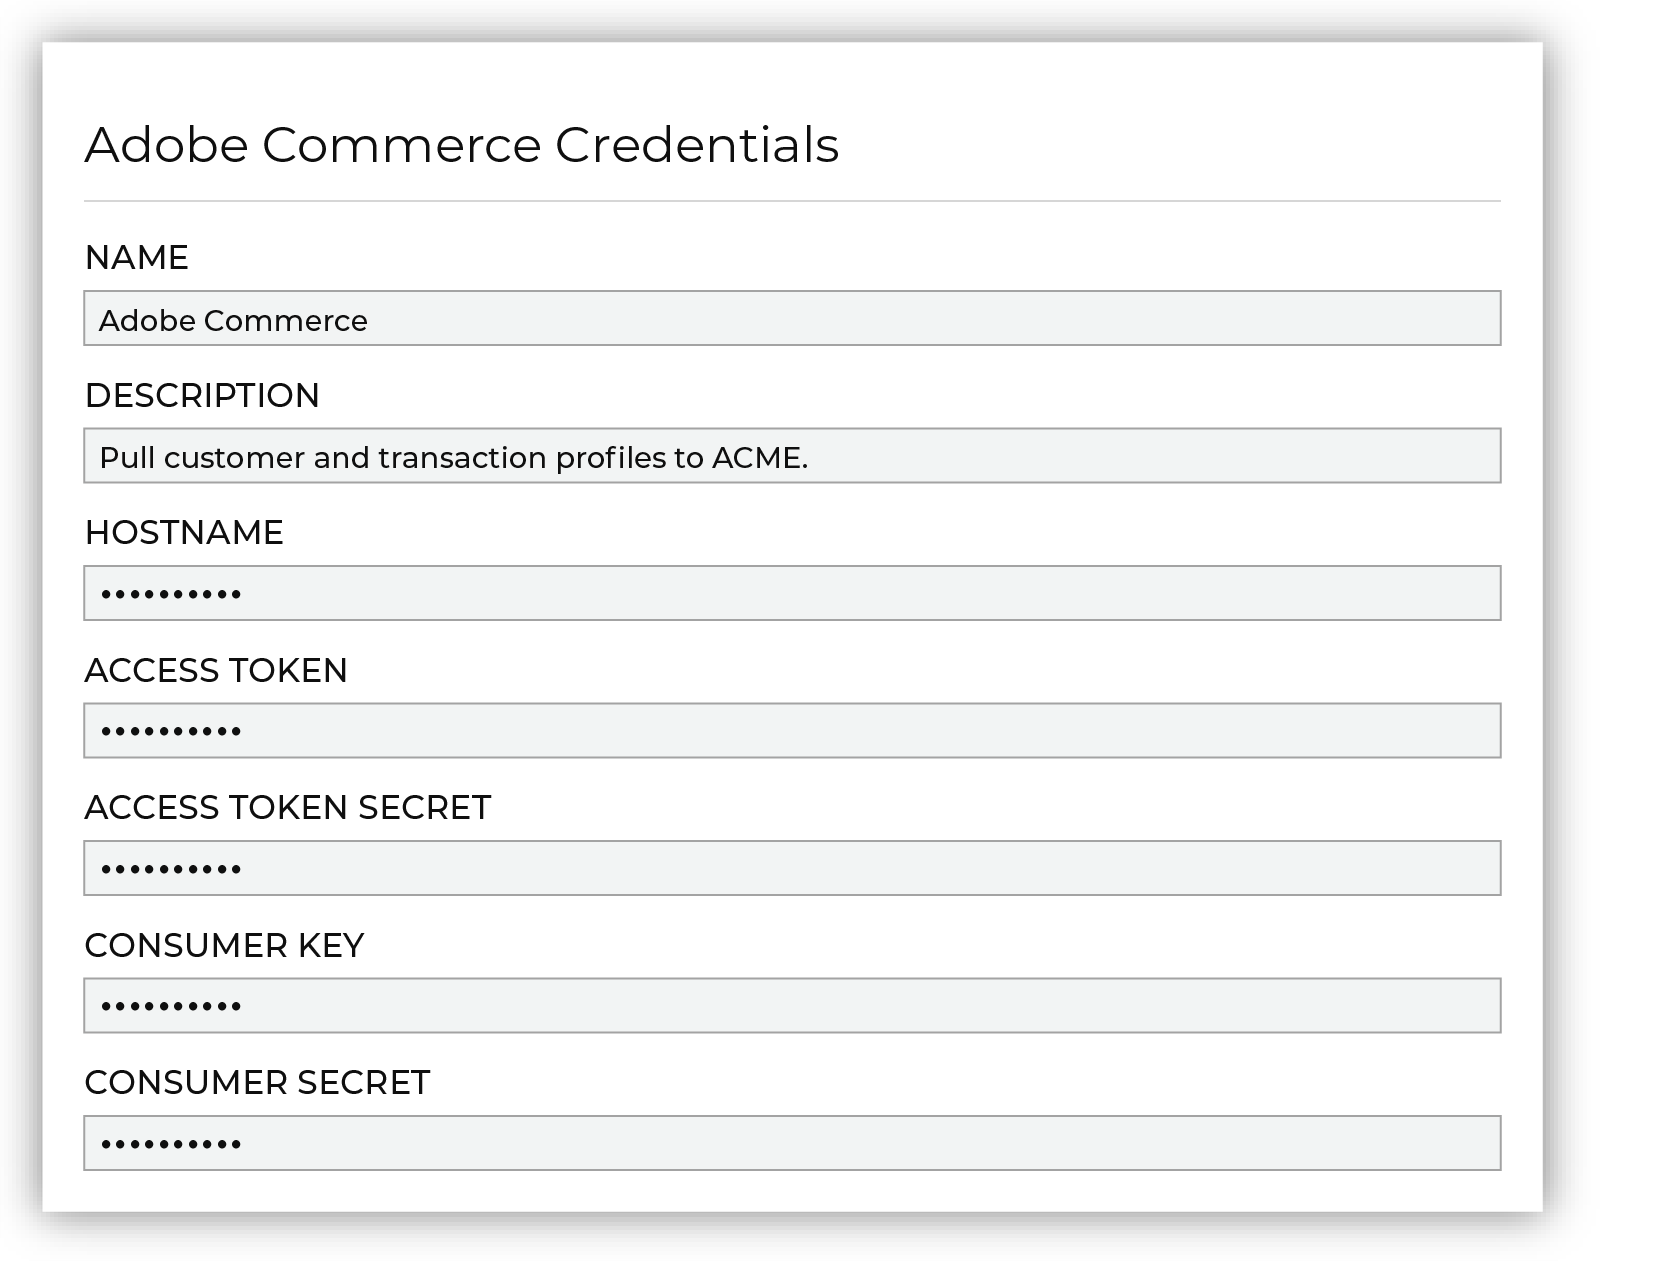 Adobe Commerce Credentials
NAME
Adobe Commerce
DESCRIPTION
Pull customer and transaction profiles to ACME.
HOSTNAME
••••••••••
ACCESS TOKEN
••••••••••
ACCESS TOKEN SECRET
••••••••••
CONSUMER KEY
••••••••••
CONSUMER SECRET
••••••••••